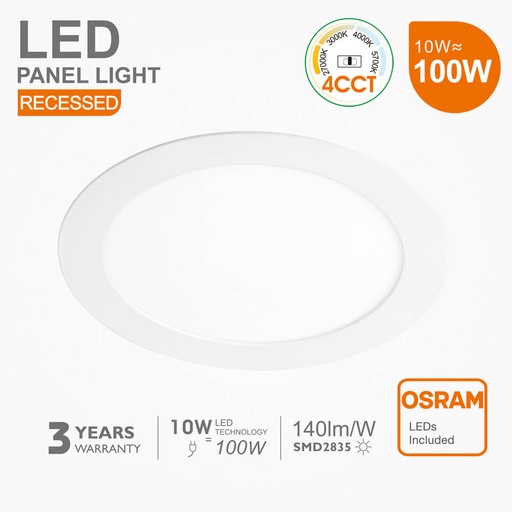 LED
PANEL LIGHT
RECESSED
27000K 3000K 4000K 5700K
4CCT
10W≈
100W
3 YEARS
WARRANTY
10W LED TECHNOLOGY
= 100W
140lm/W
SMD2835
OSRAM
LEDs
Included